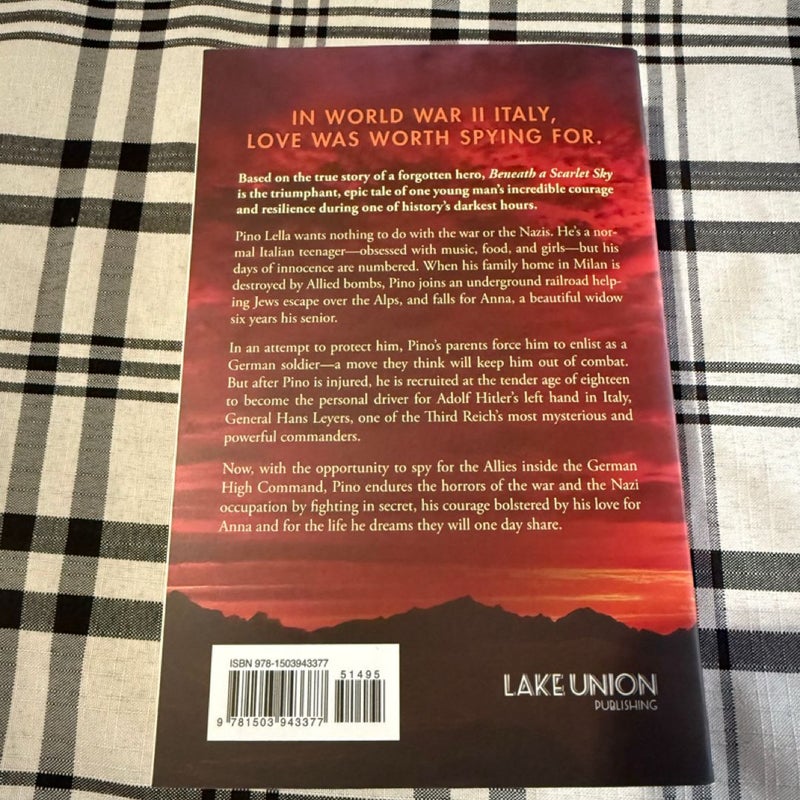 IN WORLD WAR II ITALY,
LOVE WAS WORTH SPYING FOR.
Based on the true story of a forgotten hero, Beneath a Scarlet Sky
is the triumphant, epic tale of one young man's incredible courage
and resilience during one of history's darkest hours.
Pino Lella wants nothing to do with the war or the Nazis. He's a nor-
mal Italian teenager—obsessed with music, food, and girls—but his
days of innocence are numbered. When his family home in Milan is
destroyed by Allied bombs, Pino joins an underground railroad help-
ing Jews escape over the Alps, and falls for Anna, a beautiful widow
six years his senior.
In an attempt to protect him, Pino's parents force him to enlist as a
German soldier—a move they think will keep him out of combat.
But after Pino is injured, he is recruited at the tender age of eighteen
to become the personal driver for Adolf Hitler's left hand in Italy,
General Hans Leyers, one of the Third Reich's most mysterious and
powerful commanders.
Now, with the opportunity to spy for the Allies inside the German
High Command, Pino endures the horrors of the war and the Nazi
occupation by fighting in secret, his courage bolstered by his love for
Anna and for the life he dreams they will one day share.
ISBN 978-1503943377
51495
9 781503 943377
LAKE UNION
PUBLISHING